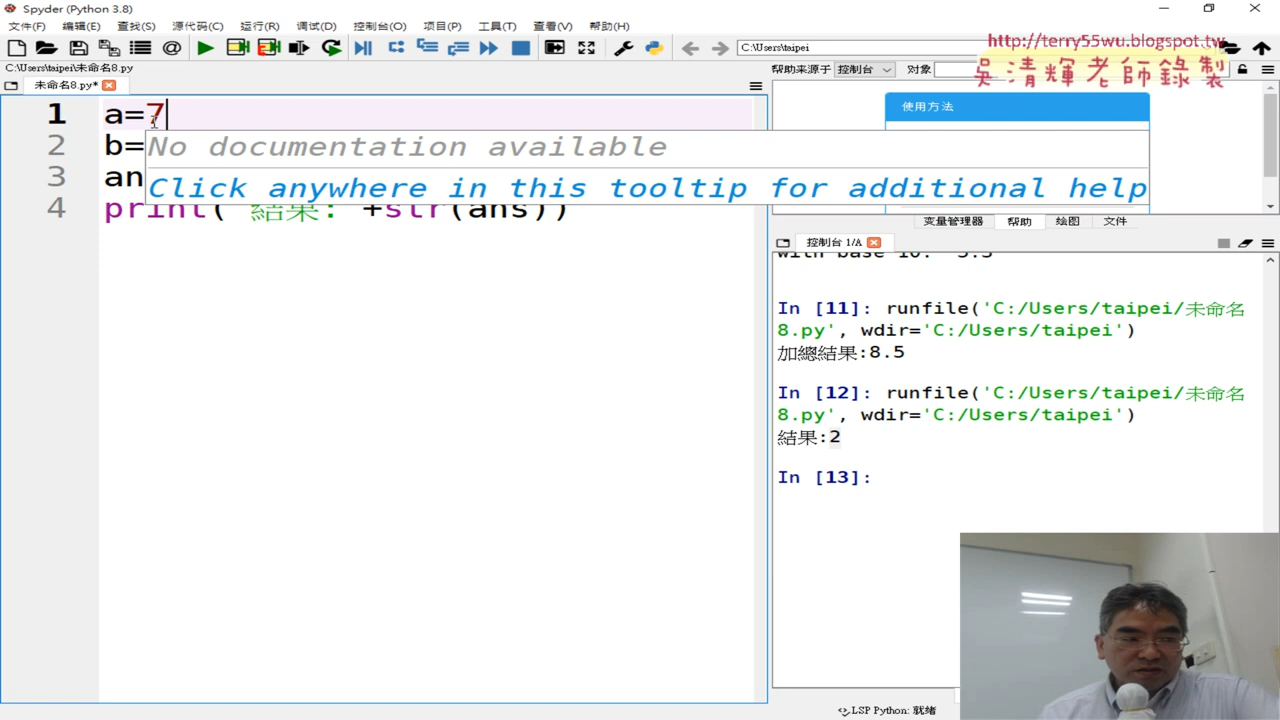 Spyder (Python 3.8)
文件(F) 编辑(E) 查找(S) 源代码(C) 运行(R) 调试(D) 控制台(O) 项目(P) 工具(T) 查看(V) 帮助(H)
C:\Users\taipei
http://terry55wu.blogspot.tw
吳清輝老師錄製
C:\Users\taipei\未命名8.py
帮助来源于 控制台 对象
未命名8.py*
使用方法
1 a=7
2 b=
3 an
4 print( 結果: +str(ans))
No documentation available
Click anywhere in this tooltip for additional help
变量管理器 帮助 绘图 文件
控制台 1/A
with base 10: '3.5'
In [11]: runfile('C:/Users/taipei/未命名
8.py', wdir='C:/Users/taipei')
加總結果:8.5
In [12]: runfile('C:/Users/taipei/未命名
8.py', wdir='C:/Users/taipei')
結果:2
In [13]:
LSP Python: 就绪